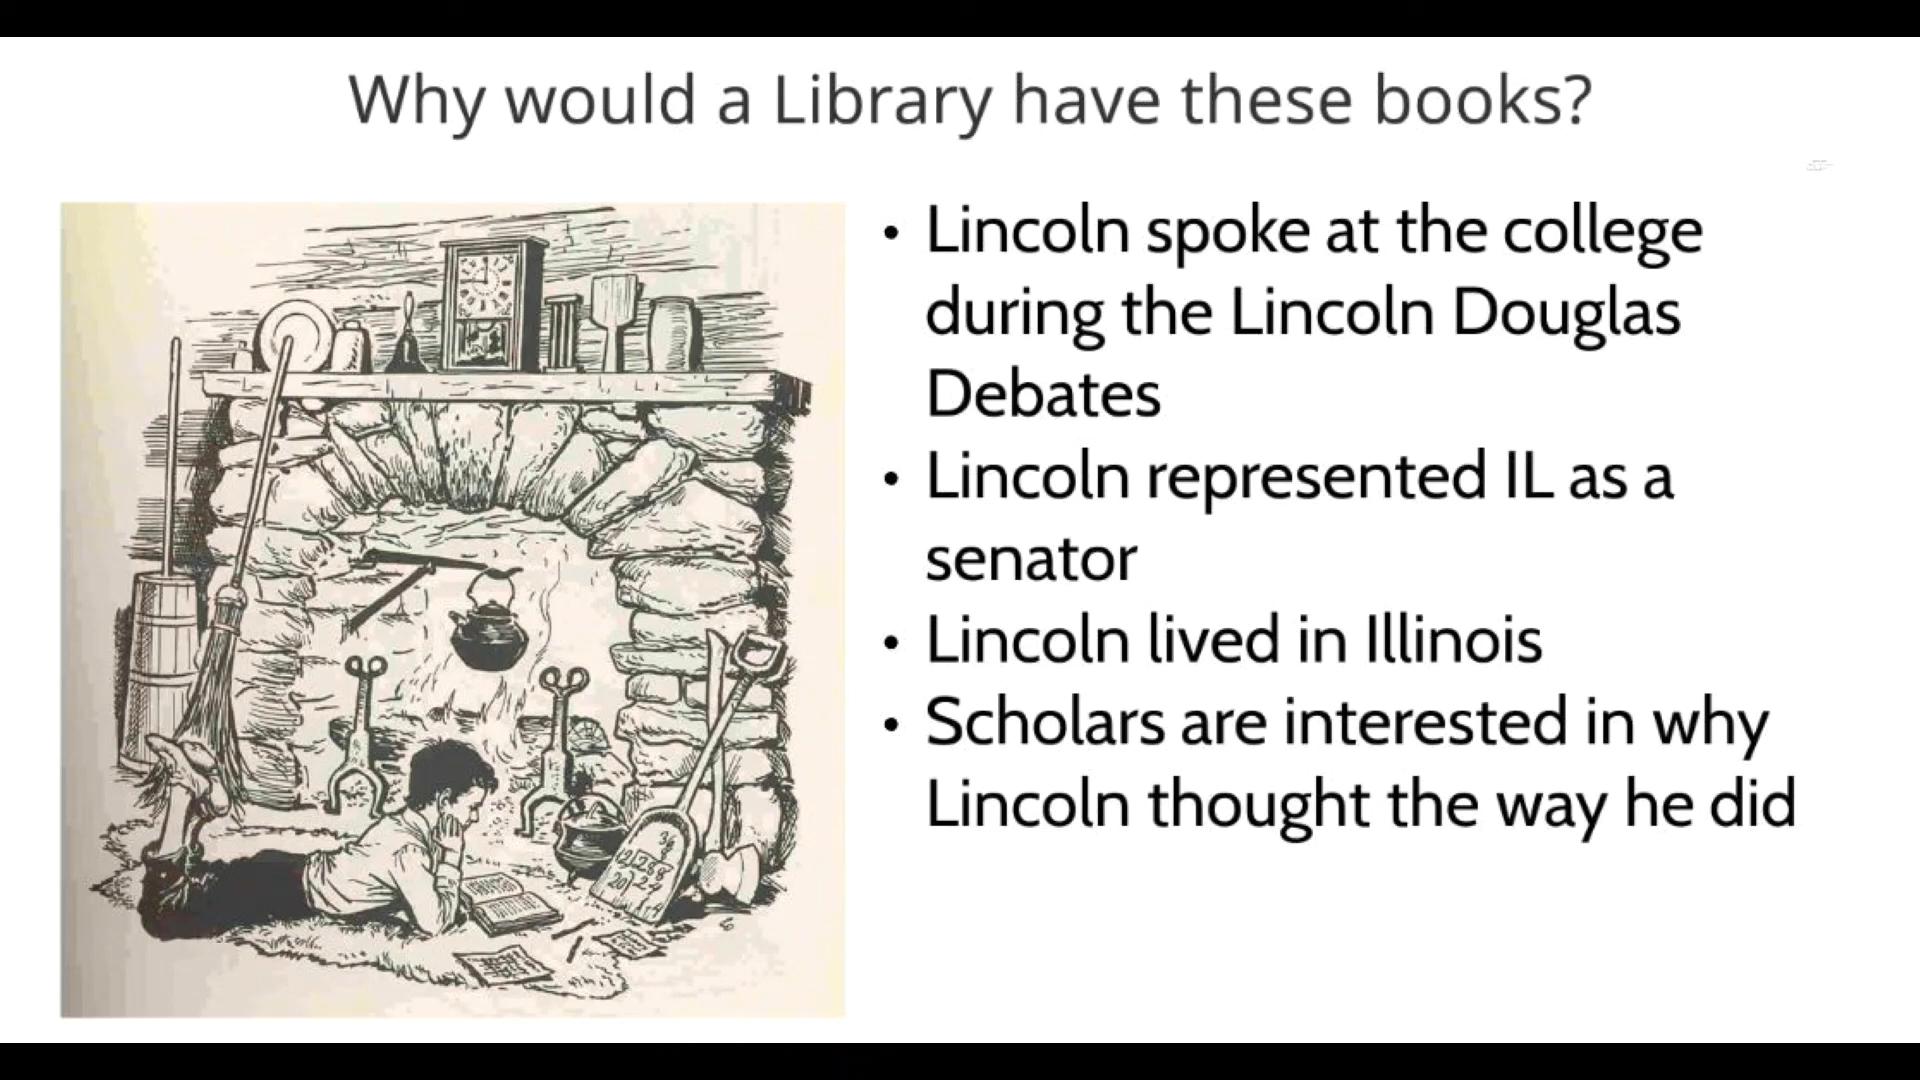 Why would a Library have these books?
• Lincoln spoke at the college
during the Lincoln Douglas
Debates
• Lincoln represented IL as a
senator
• Lincoln lived in Illinois
• Scholars are interested in why
Lincoln thought the way he did